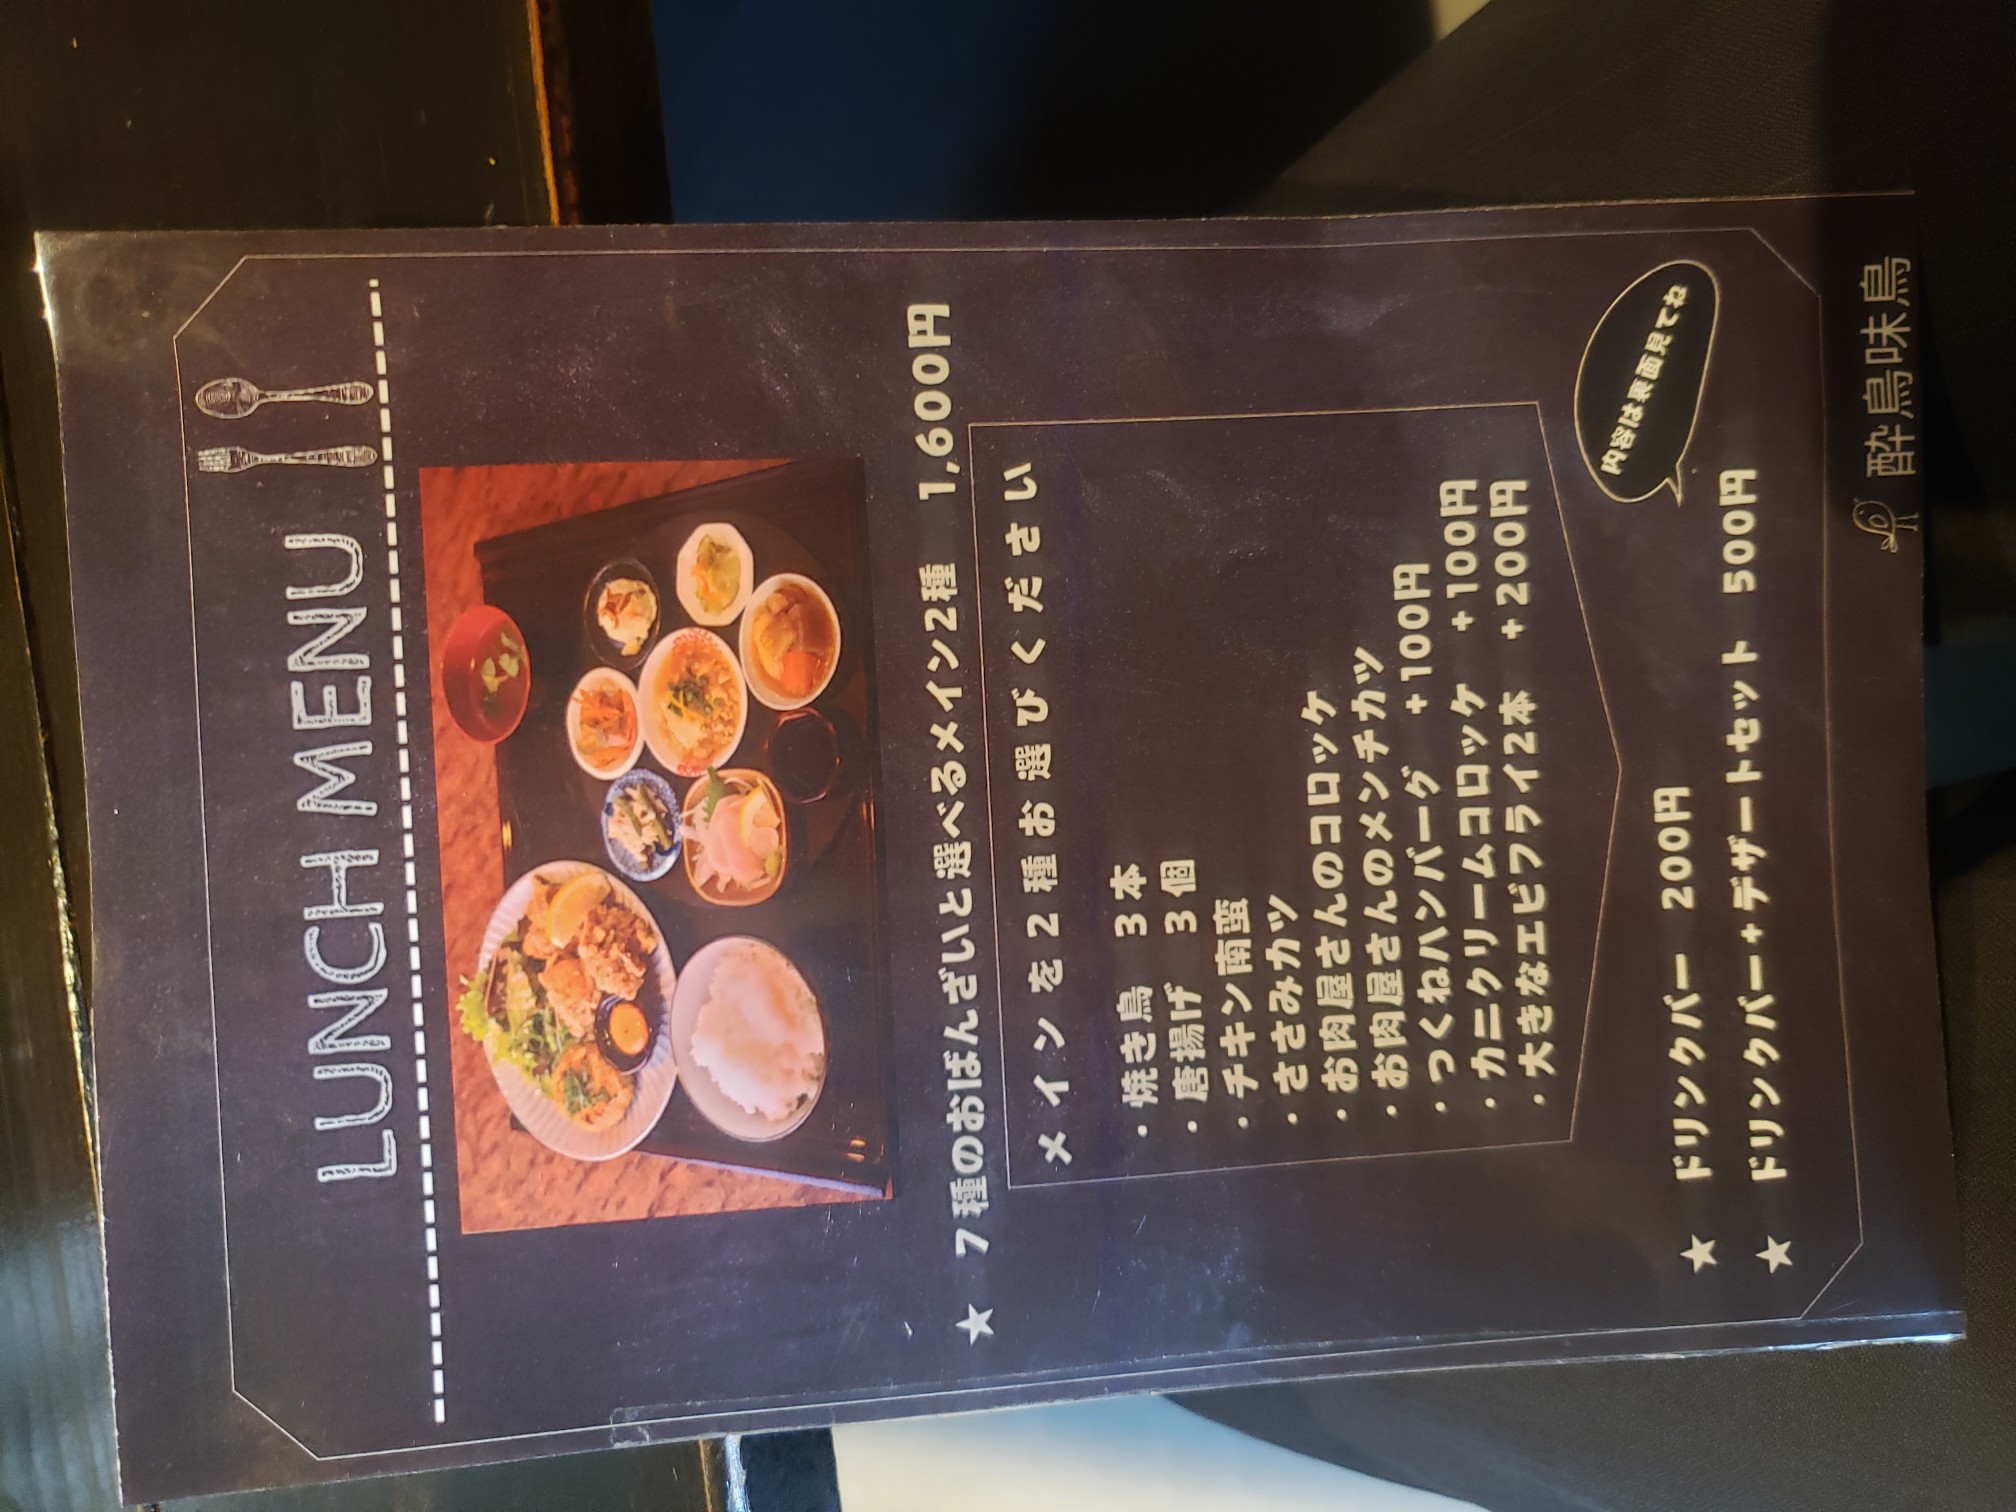 LUNCH MENU
★ 7種のおばんざいと選べるメイン2種 1,600円
メインを2種お選びください
・焼き鳥 3本
・唐揚げ 3個
・チキン南蛮
・ささみカツ
・お肉屋さんのコロッケ
・お肉屋さんのメンチカツ
・つくねハンバーグ +100円
・カニクリームコロッケ +100円
・大きなエビフライ2本 +200円
内容は裏面見てね
★ ドリンクバー 200円
★ ドリンクバー+デザートセット 500円
酔鳥味鳥